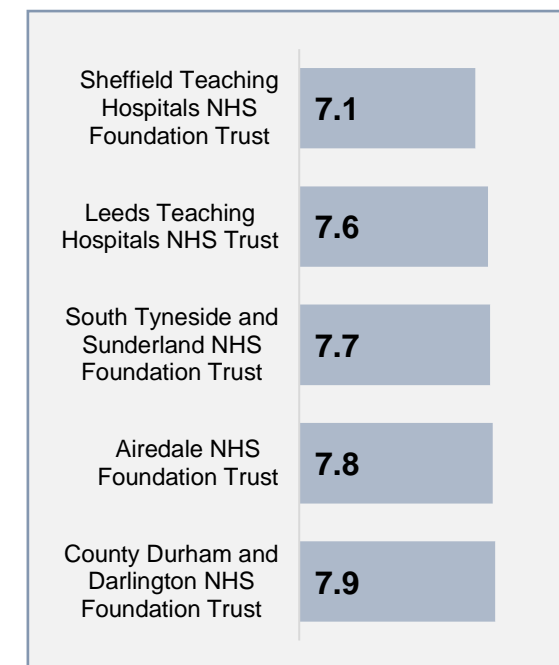 Sheffield Teaching
Hospitals NHS
Foundation Trust
7.1
Leeds Teaching
Hospitals NHS Trust
7.6
South Tyneside and
Sunderland NHS
Foundation Trust
7.7
Airedale NHS
Foundation Trust
7.8
County Durham and
Darlington NHS
Foundation Trust
7.9